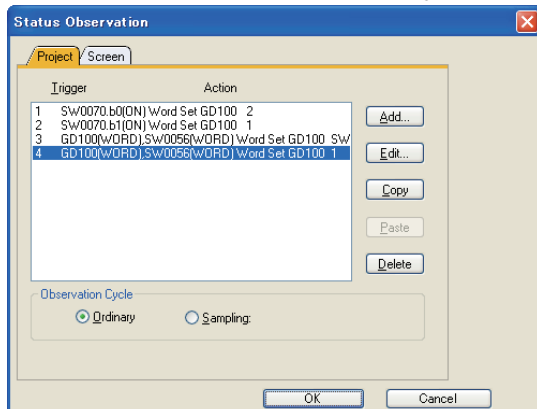 Status Observation
Project Screen
Trigger Action
1 SW0070.b0(ON) Word Set GD100 2
2 SW0070.b1(ON) Word Set GD100 1
3 GD100(WORD),SW0056(WORD) Word Set GD100 SW
4 GD100(WORD),SW0056(WORD) Word Set GD100 1
Add...
Edit...
Copy
Paste
Delete
Observation Cycle
Ordinary Sampling:
OK Cancel